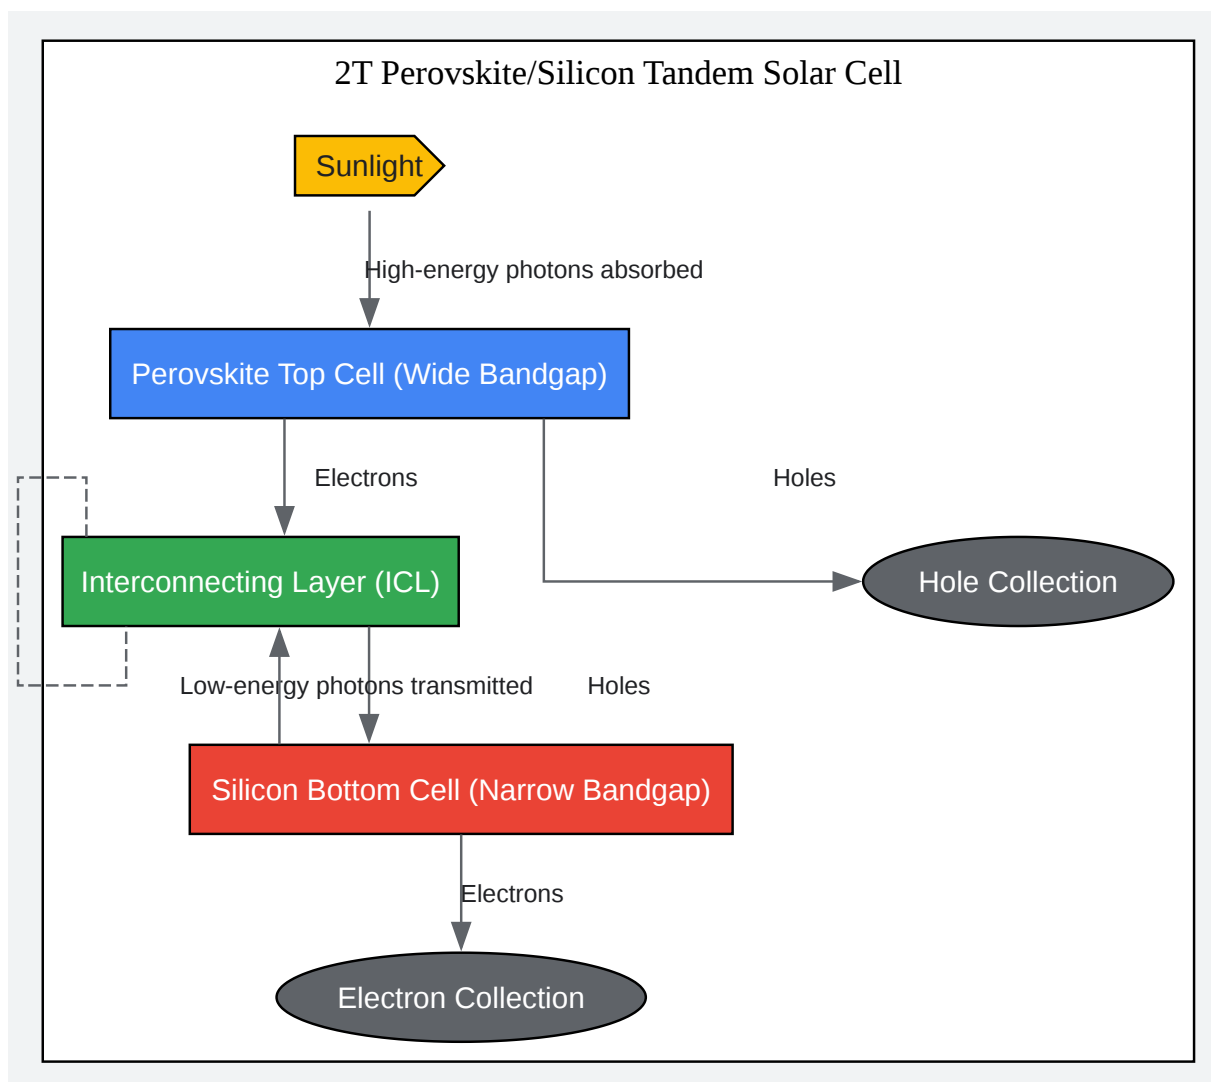 2T Perovskite/Silicon Tandem Solar Cell
Sunlight
High-energy photons absorbed
Perovskite Top Cell (Wide Bandgap)
Electrons
Holes
Interconnecting Layer (ICL)
Hole Collection
Low-energy photons transmitted
Holes
Silicon Bottom Cell (Narrow Bandgap)
Electrons
Electron Collection